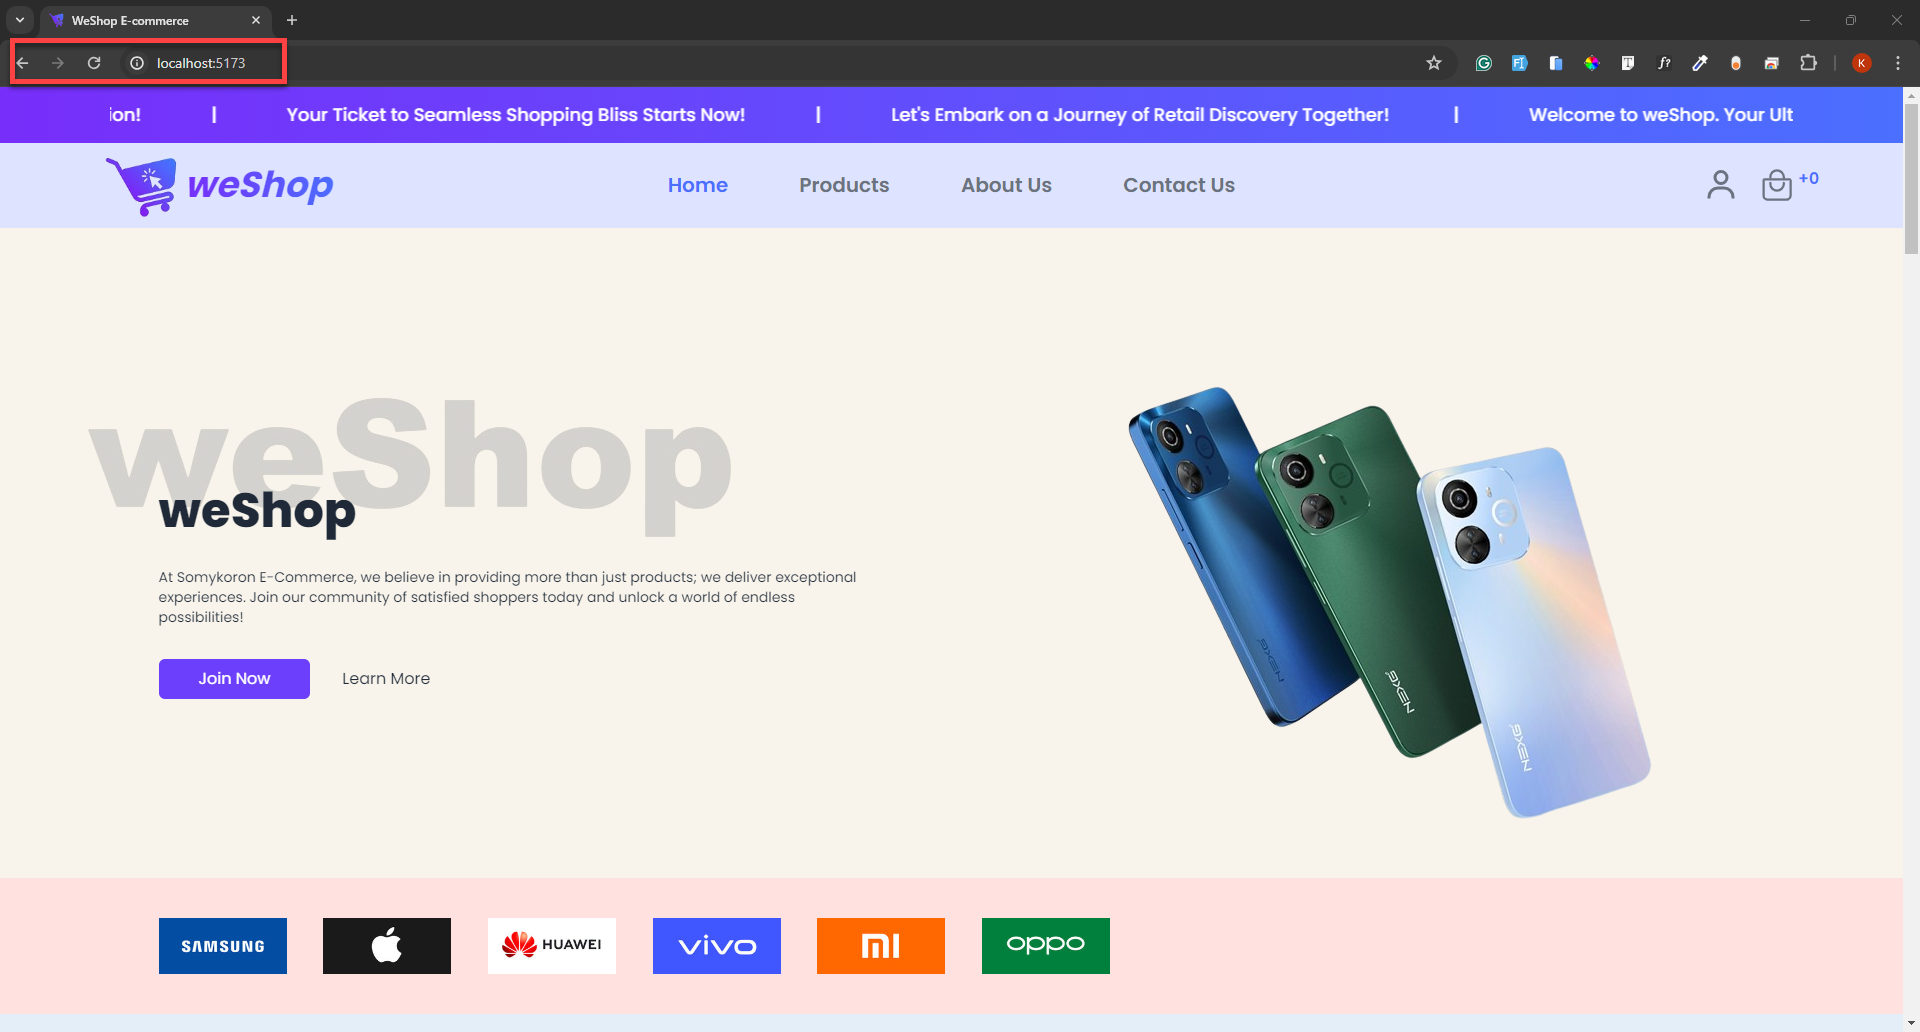 WeShop E-commerce
localhost:5173
K
ion! | Your Ticket to Seamless Shopping Bliss Starts Now! | Let's Embark on a Journey of Retail Discovery Together! | Welcome to weShop. Your Ult
weShop
Home
Products
About Us
Contact Us
+0
weShop
weShop
At Somykoron E-Commerce, we believe in providing more than just products; we deliver exceptional
experiences. Join our community of satisfied shoppers today and unlock a world of endless
possibilities!
Join Now
Learn More
SAMSUNG
HUAWEI
vivo
mi
oppo